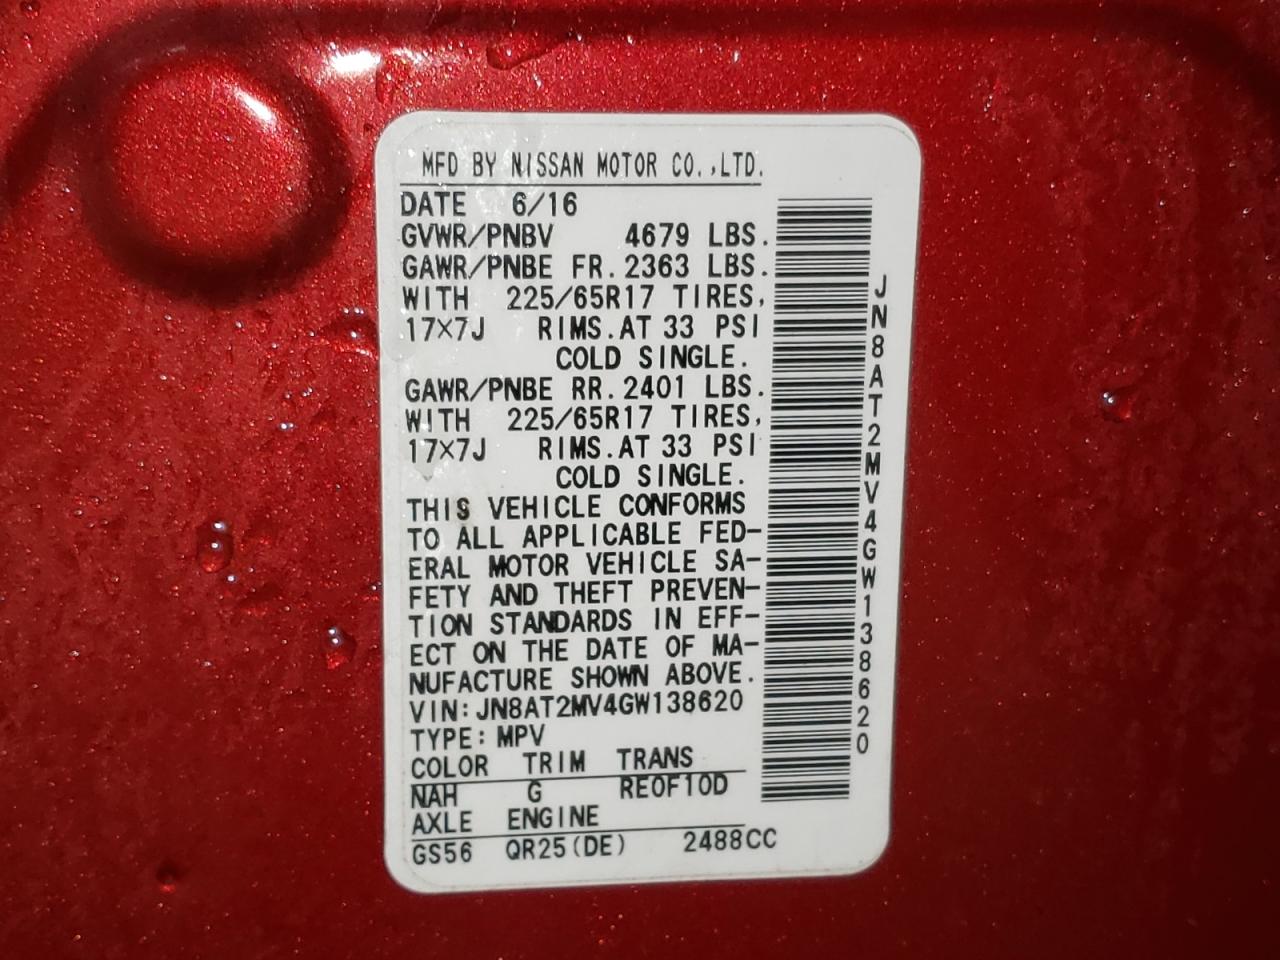 MFD BY NISSAN MOTOR CO.,LTD.
DATE 6/16
GVWR/PNBV 4679 LBS.
GAWR/PNBE FR. 2363 LBS.
WITH 225/65R17 TIRES,
17×7J RIMS.AT 33 PSI
COLD SINGLE.
GAWR/PNBE RR. 2401 LBS.
WITH 225/65R17 TIRES,
17×7J RIMS.AT 33 PSI
COLD SINGLE.
THIS VEHICLE CONFORMS
TO ALL APPLICABLE FED-
ERAL MOTOR VEHICLE SA-
FETY AND THEFT PREVEN-
TION STANDARDS IN EFF-
ECT ON THE DATE OF MA-
NUFACTURE SHOWN ABOVE.
VIN:JN8AT2MV4GW138620
TYPE:MPV
COLOR TRIM TRANS
NAH G RE0F10D
AXLE ENGINE
GS56 QR25(DE) 2488CC
JN8AT2MV4GW138620